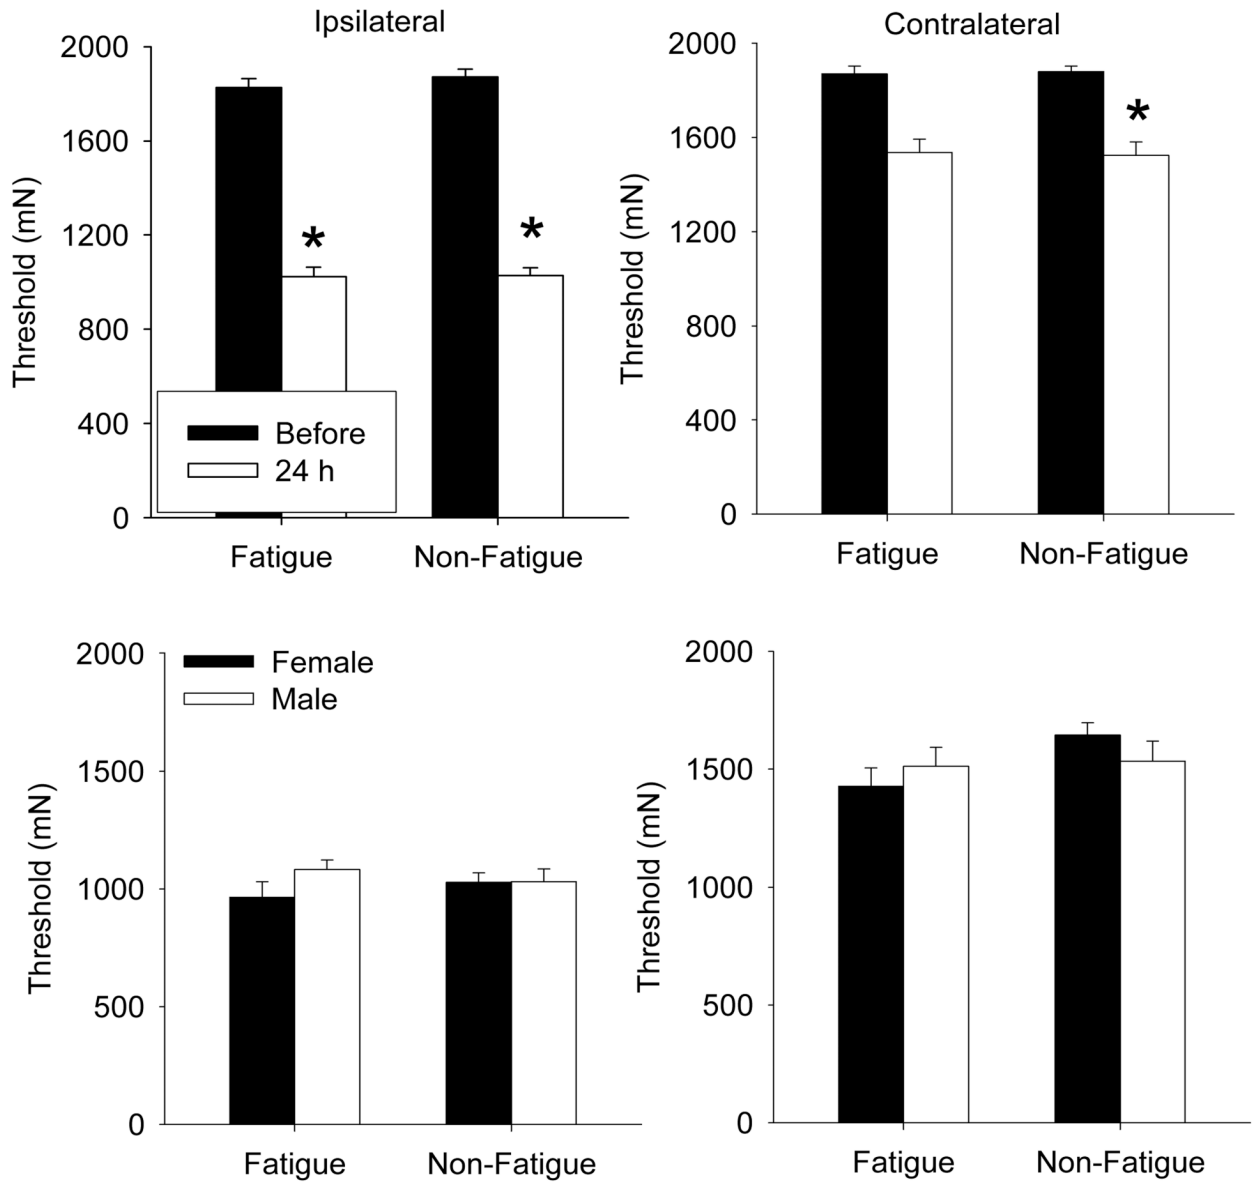 Ipsilateral
2000
1600
1200
800
400
0
Threshold (mN)
*
*
Before
24 h
Fatigue
Non-Fatigue
Contralateral
2000
1600
1200
800
400
0
Threshold (mN)
*
Fatigue
Non-Fatigue
2000
1500
1000
500
0
Threshold (mN)
Female
Male
Fatigue
Non-Fatigue
2000
1500
1000
500
0
Threshold (mN)
Fatigue
Non-Fatigue